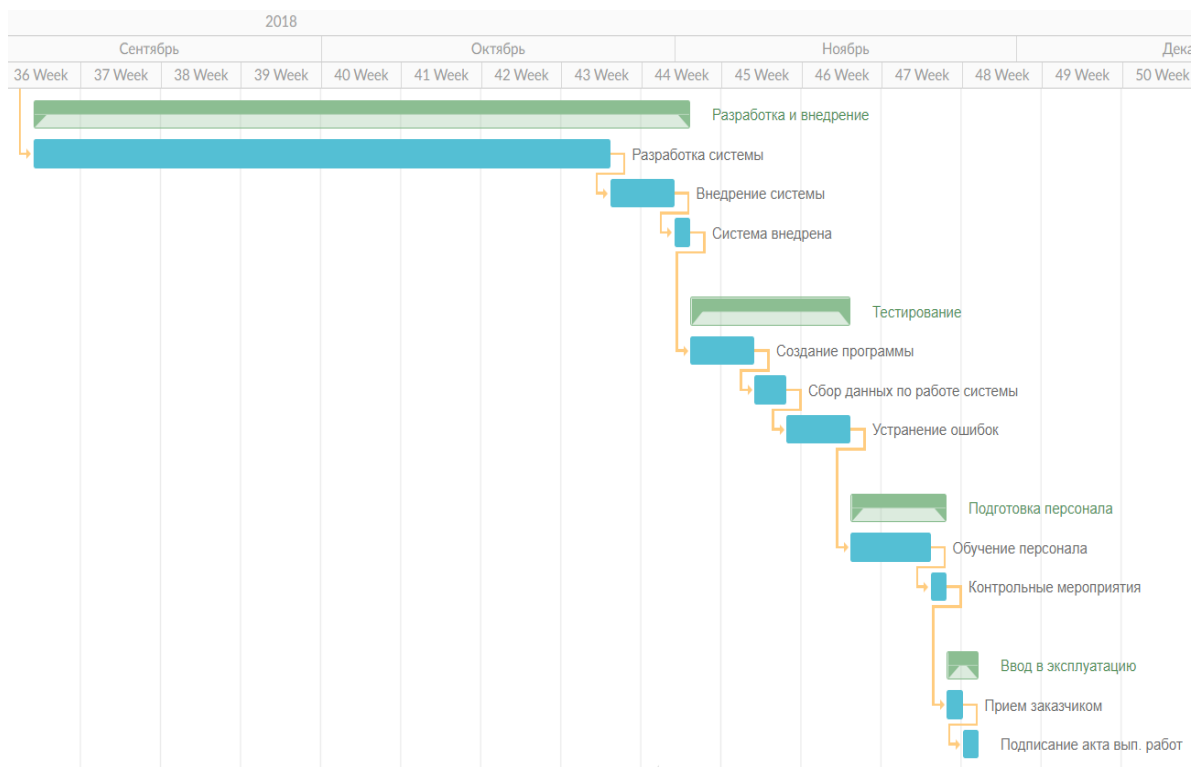 2018
Сентябрь Октябрь Ноябрь Дека
36 Week 37 Week 38 Week 39 Week 40 Week 41 Week 42 Week 43 Week 44 Week 45 Week 46 Week 47 Week 48 Week 49 Week 50 Week
Разработка и внедрение
Разработка системы
Внедрение системы
Система внедрена
Тестирование
Создание программы
Сбор данных по работе системы
Устранение ошибок
Подготовка персонала
Обучение персонала
Контрольные мероприятия
Ввод в эксплуатацию
Прием заказчиком
Подписание акта вып. работ